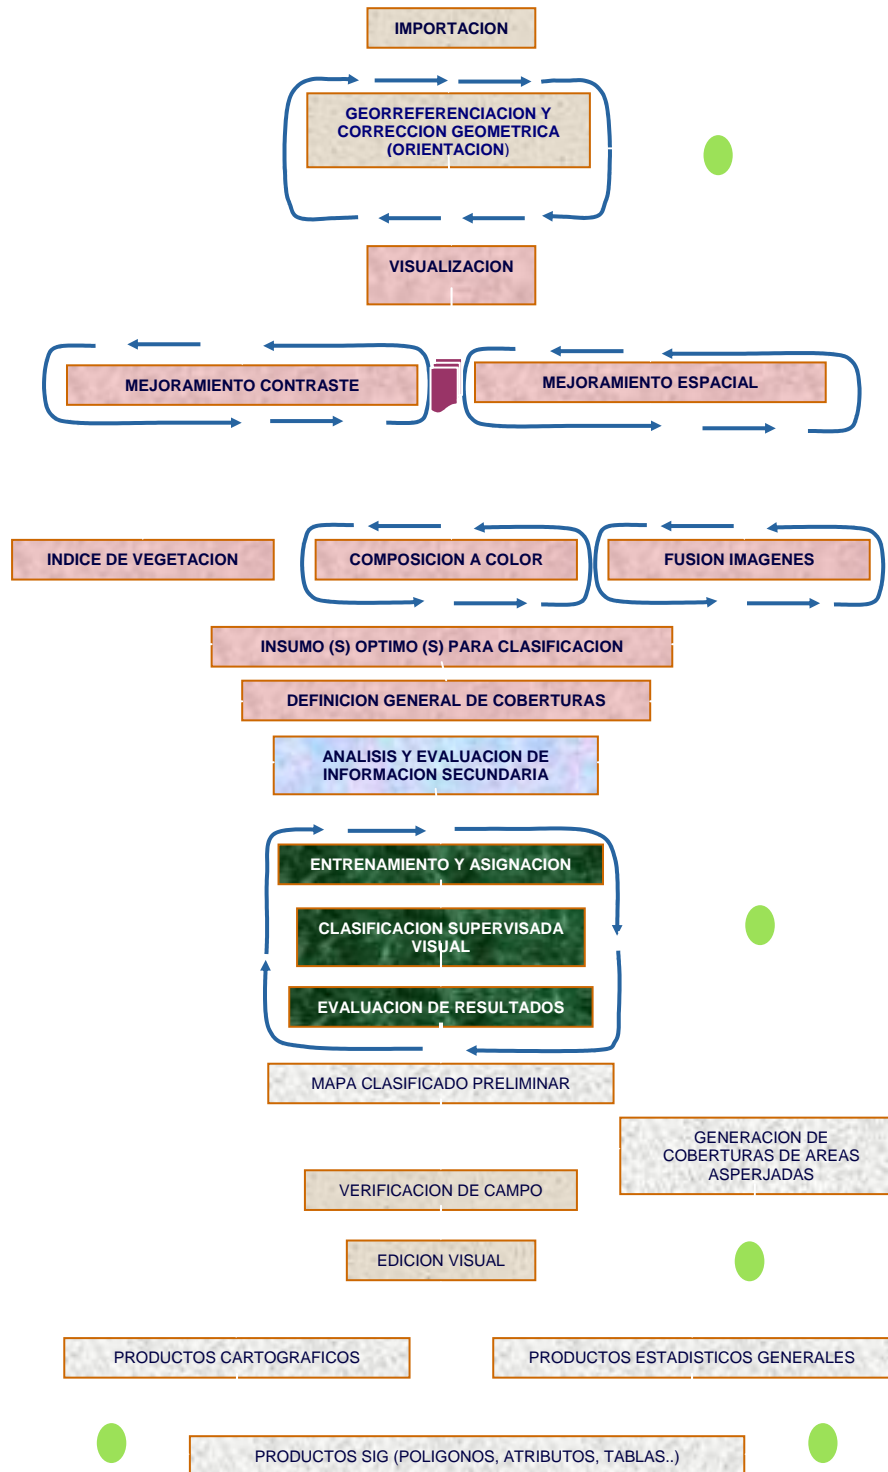 IMPORTACION
GEORREFERENCIACION Y
CORRECCION GEOMETRICA
(ORIENTACION)
VISUALIZACION
MEJORAMIENTO CONTRASTE
MEJORAMIENTO ESPACIAL
INDICE DE VEGETACION
COMPOSICION A COLOR
FUSION IMAGENES
INSUMO (S) OPTIMO (S) PARA CLASIFICACION
DEFINICION GENERAL DE COBERTURAS
ANALISIS Y EVALUACION DE
INFORMACION SECUNDARIA
ENTRENAMIENTO Y ASIGNACION
CLASIFICACION SUPERVISADA
VISUAL
EVALUACION DE RESULTADOS
MAPA CLASIFICADO PRELIMINAR
GENERACION DE
COBERTURAS DE AREAS
ASPERJADAS
VERIFICACION DE CAMPO
EDICION VISUAL
PRODUCTOS CARTOGRAFICOS
PRODUCTOS ESTADISTICOS GENERALES
PRODUCTOS SIG (POLIGONOS, ATRIBUTOS, TABLAS..)